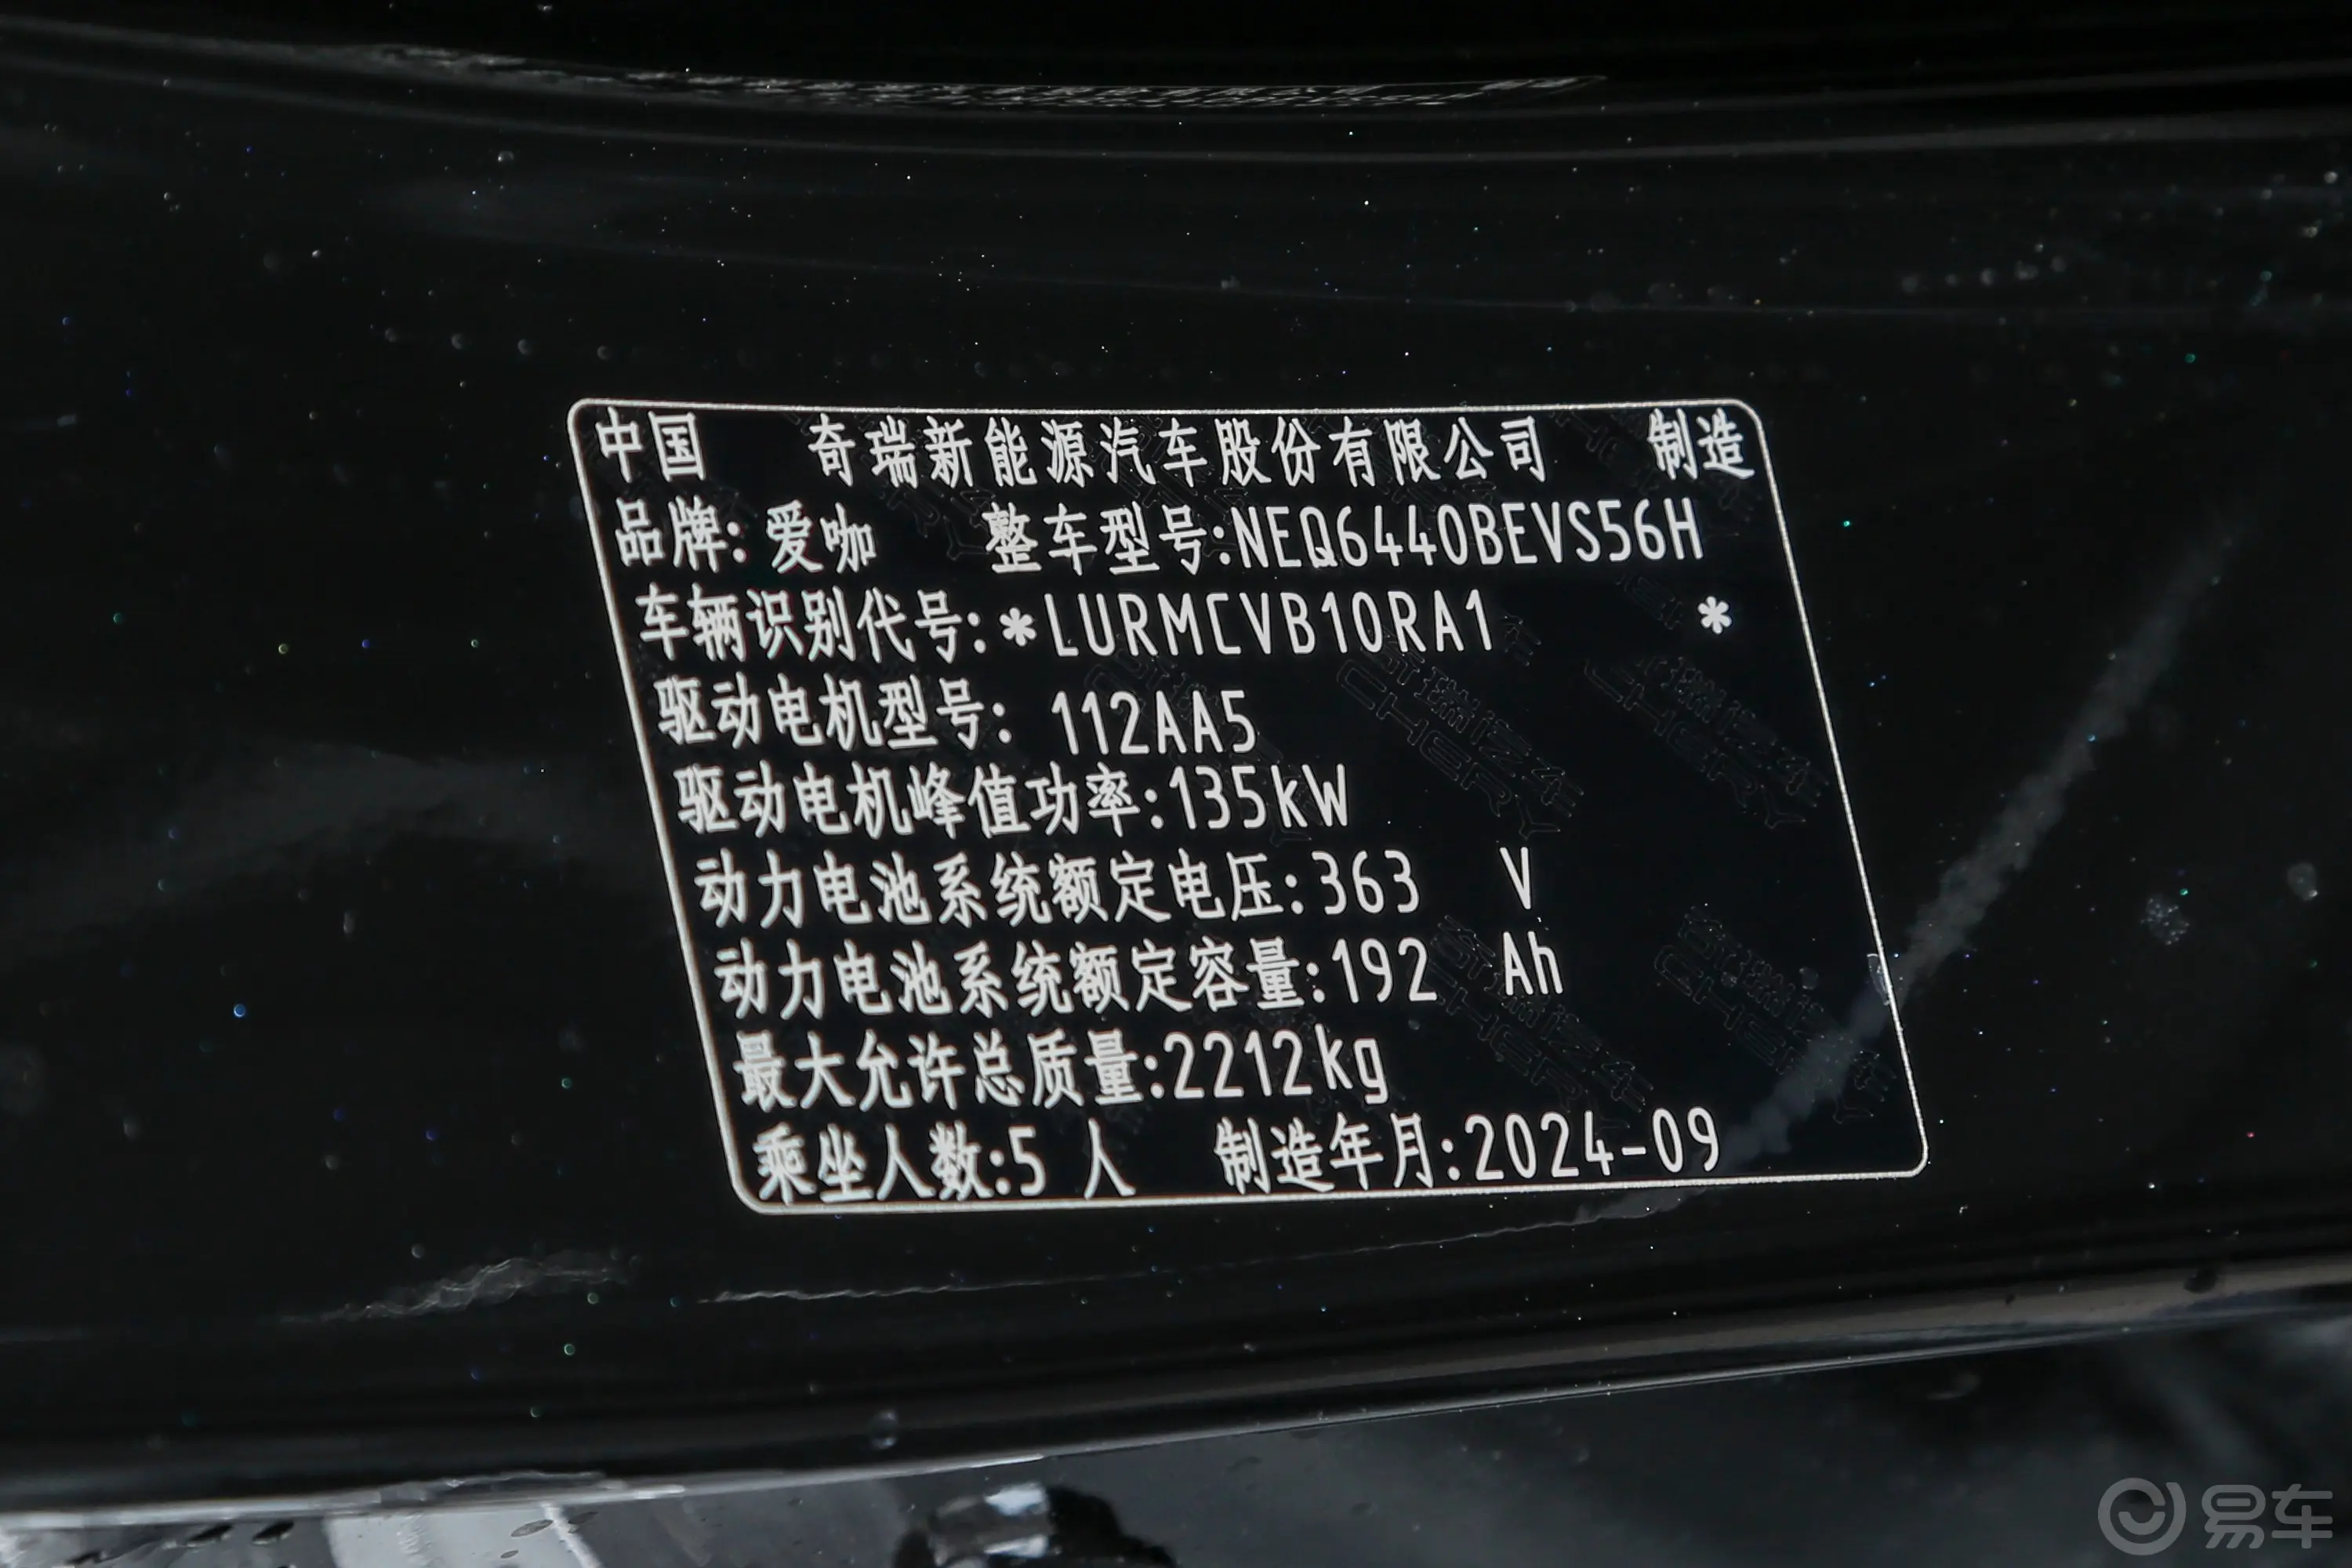 中国 奇瑞新能源汽车股份有限公司 制造
品牌: 爱咖 整车型号:NEQ6440BEVS56H
车辆识别代号:*LURMCVB10RA1 *
驱动电机型号: 112AA5
驱动电机峰值功率:135kW
动力电池系统额定电压:363 V
动力电池系统额定容量:192 Ah
最大允许总质量:2212kg
乘坐人数:5 人 制造年月:2024-09
易车